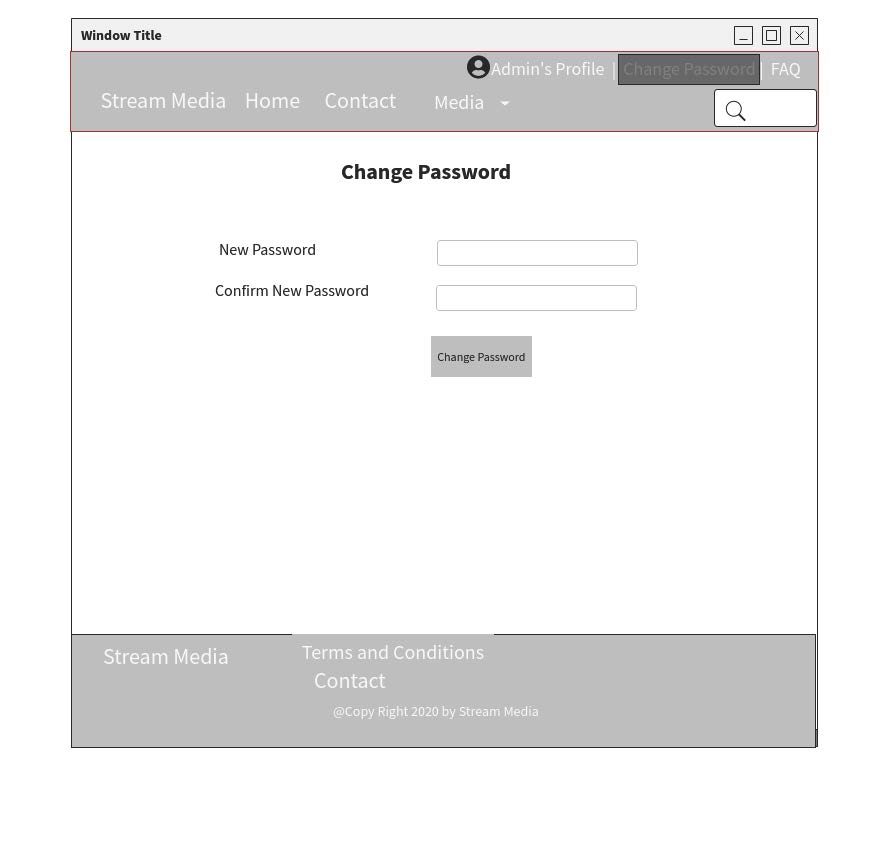 Window Title
Admin's Profile | Change Password | FAQ
Stream Media Home Contact Media
Change Password
New Password
Confirm New Password
Change Password
Stream Media
Terms and Conditions
Contact
@Copy Right 2020 by Stream Media